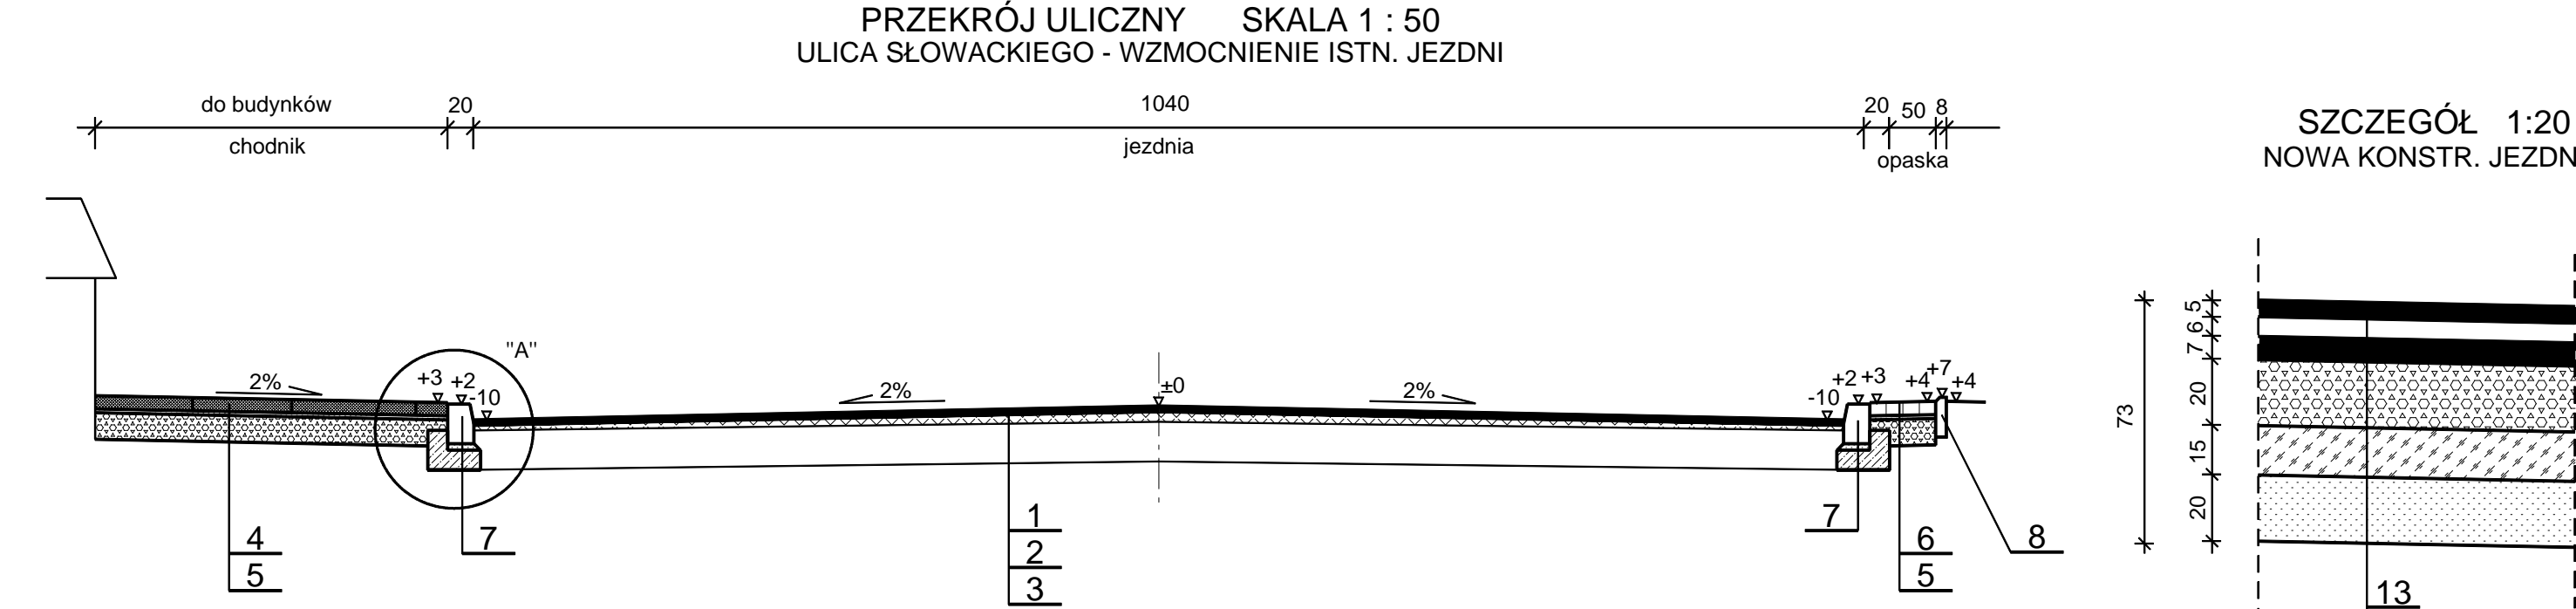 PRZEKRÓJ ULICZNY SKALA 1 : 50
ULICA SŁOWACKIEGO - WZMOCNIENIE ISTN. JEZDNI
do budynków 20 1040 20 50 8
chodnik jezdnia opaska
"A"
2% +3 +2 -10 2% ±0 2% -10 +2 +3 +4 +7 +4
4
5
7
1
2
3
7
6
5
8
SZCZEGÓŁ 1:20
NOWA KONSTR. JEZDN
73
5
6
7
20
15
20
13